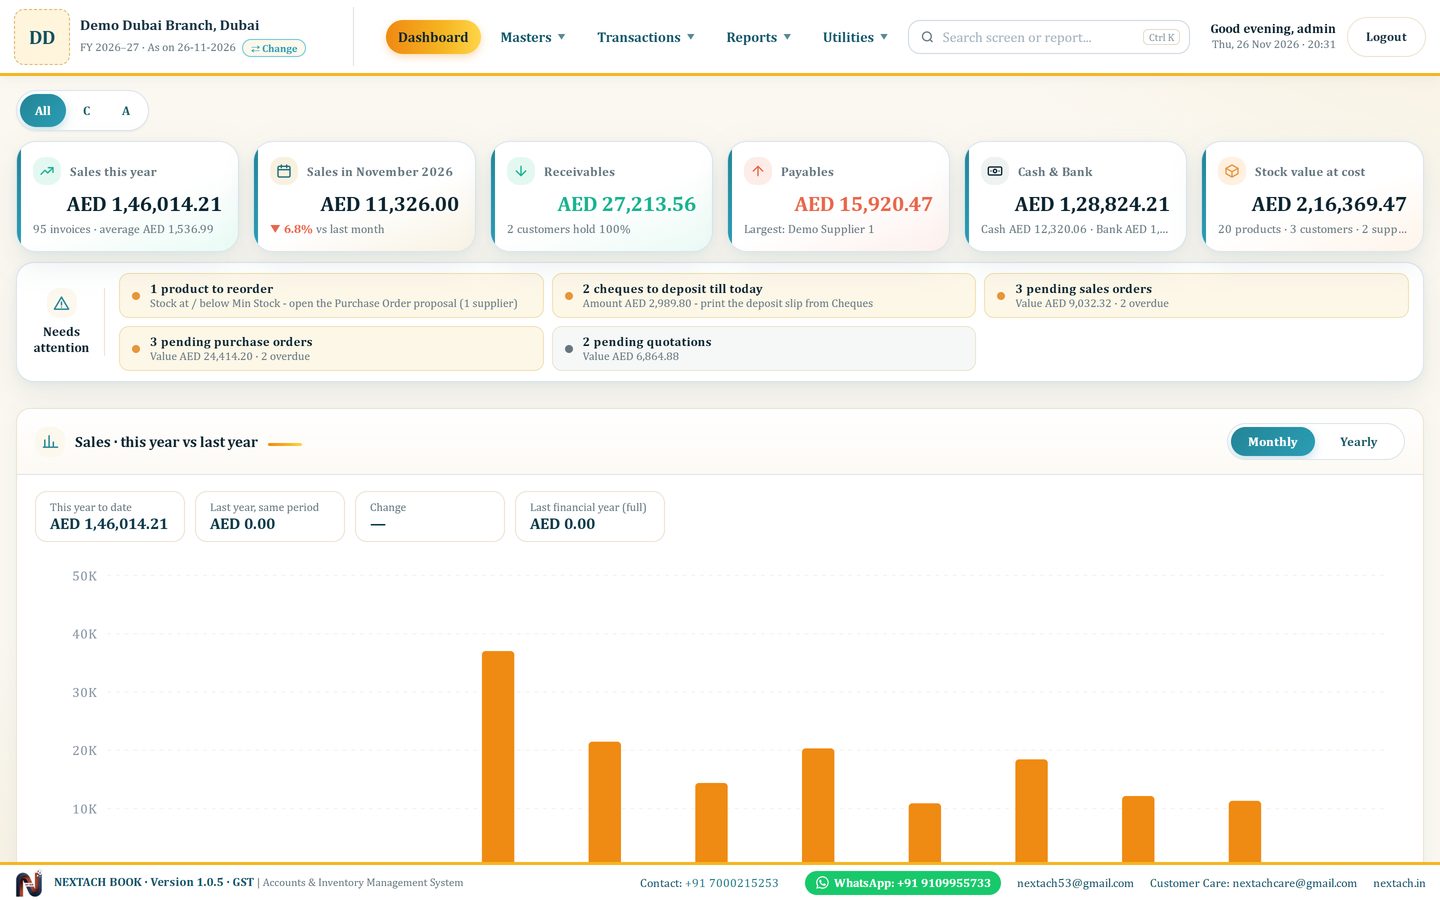 DD
Demo Dubai Branch, Dubai
FY 2026–27 · As on 26-11-2026 ⇄ Change
Dashboard Masters ▼ Transactions ▼ Reports ▼ Utilities ▼
Search screen or report... Ctrl K
Good evening, admin
Thu, 26 Nov 2026 · 20:31
Logout
All C A
Sales this year
AED 1,46,014.21
95 invoices · average AED 1,536.99
Sales in November 2026
AED 11,326.00
▼ 6.8% vs last month
Receivables
AED 27,213.56
2 customers hold 100%
Payables
AED 15,920.47
Largest: Demo Supplier 1
Cash & Bank
AED 1,28,824.21
Cash AED 12,320.06 · Bank AED 1,...
Stock value at cost
AED 2,16,369.47
20 products · 3 customers · 2 supp...
Needs
attention
1 product to reorder
Stock at / below Min Stock - open the Purchase Order proposal (1 supplier)
2 cheques to deposit till today
Amount AED 2,989.80 - print the deposit slip from Cheques
3 pending sales orders
Value AED 9,032.32 · 2 overdue
3 pending purchase orders
Value AED 24,414.20 · 2 overdue
2 pending quotations
Value AED 6,864.88
Sales · this year vs last year
Monthly Yearly
This year to date
AED 1,46,014.21
Last year, same period
AED 0.00
Change
—
Last financial year (full)
AED 0.00
50K
40K
30K
20K
10K
NEXTACH BOOK · Version 1.0.5 · GST | Accounts & Inventory Management System
Contact: +91 7000215253
WhatsApp: +91 9109955733
nextach53@gmail.com
Customer Care: nextachcare@gmail.com
nextach.in